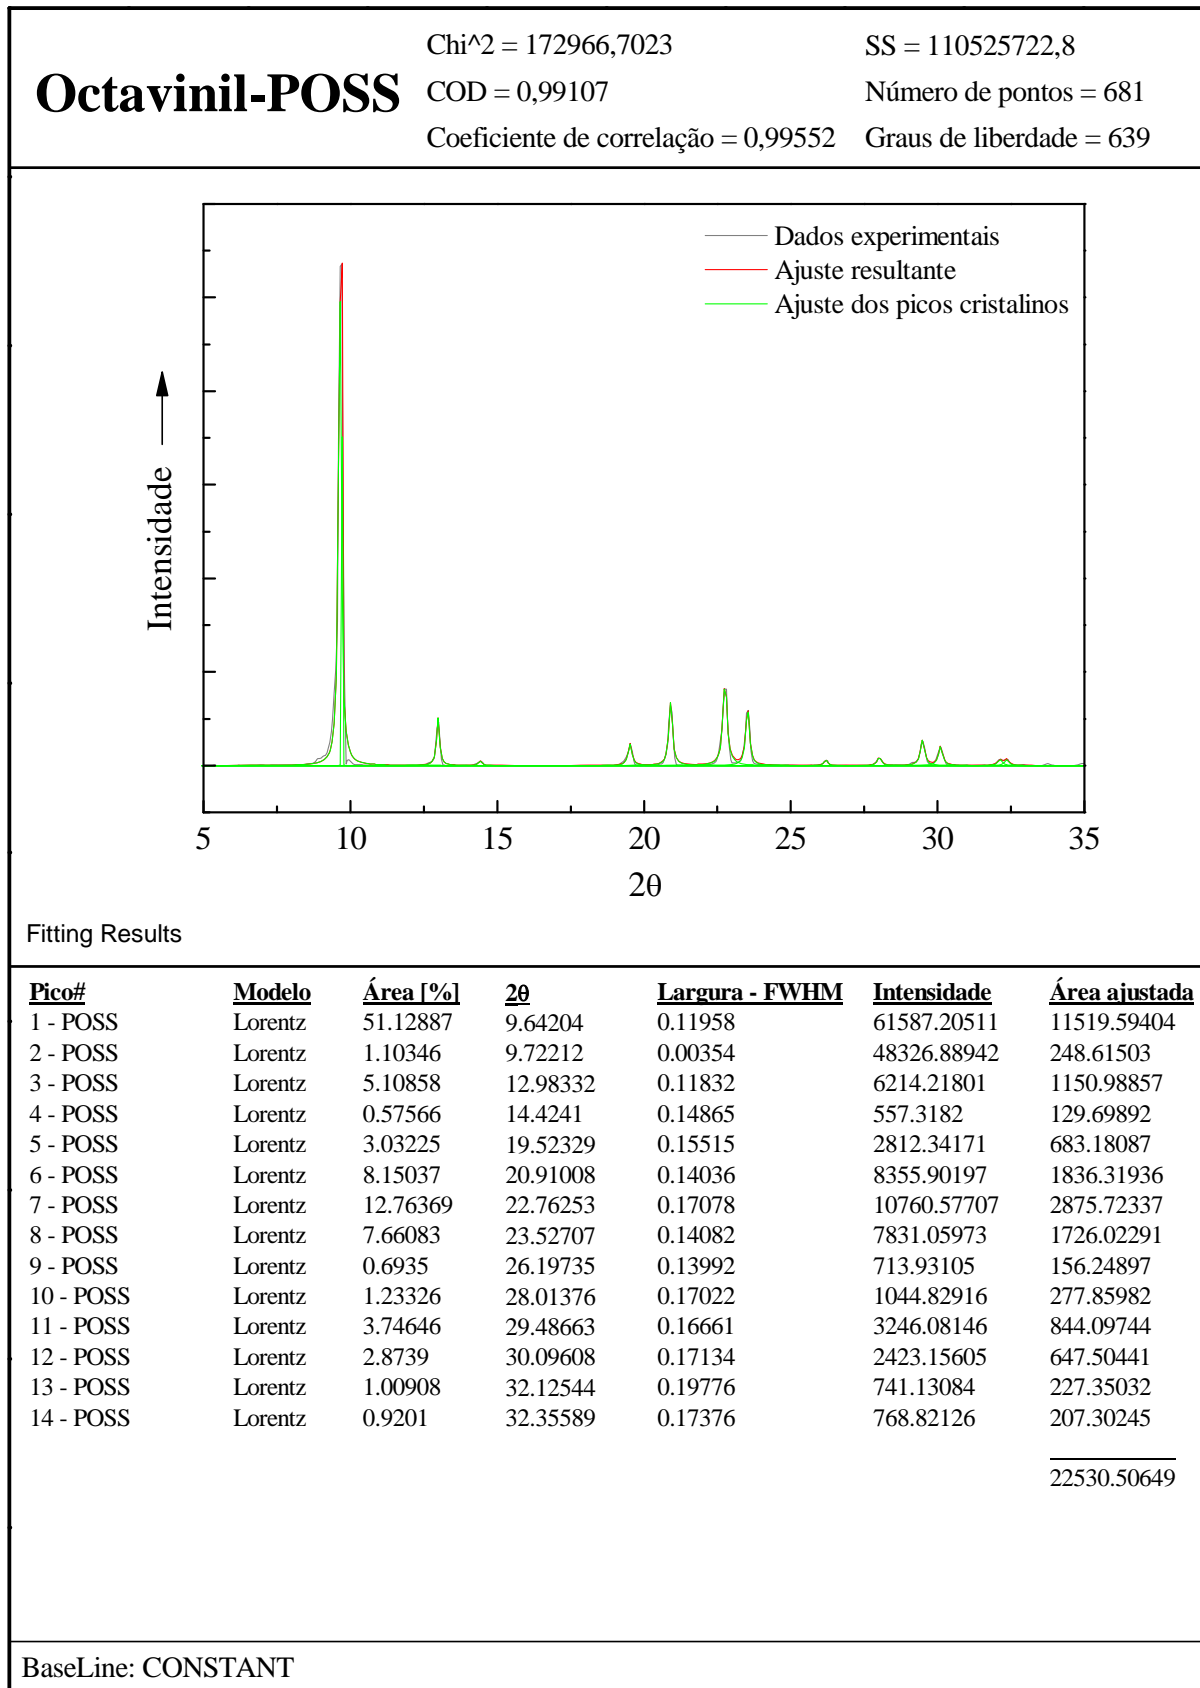 Octavinil-POSS
Chi^2 = 172966,7023
SS = 110525722,8
COD = 0,99107
Número de pontos = 681
Coeficiente de correlação = 0,99552
Graus de liberdade = 639
Dados experimentais
Ajuste resultante
Ajuste dos picos cristalinos
Intensidade
5 10 15 20 25 30 35
2θ
Fitting Results
Pico# Modelo Área [%] 2θ Largura - FWHM Intensidade Área ajustada
1 - POSS Lorentz 51.12887 9.64204 0.11958 61587.20511 11519.59404
2 - POSS Lorentz 1.10346 9.72212 0.00354 48326.88942 248.61503
3 - POSS Lorentz 5.10858 12.98332 0.11832 6214.21801 1150.98857
4 - POSS Lorentz 0.57566 14.4241 0.14865 557.3182 129.69892
5 - POSS Lorentz 3.03225 19.52329 0.15515 2812.34171 683.18087
6 - POSS Lorentz 8.15037 20.91008 0.14036 8355.90197 1836.31936
7 - POSS Lorentz 12.76369 22.76253 0.17078 10760.57707 2875.72337
8 - POSS Lorentz 7.66083 23.52707 0.14082 7831.05973 1726.02291
9 - POSS Lorentz 0.6935 26.19735 0.13992 713.93105 156.24897
10 - POSS Lorentz 1.23326 28.01376 0.17022 1044.82916 277.85982
11 - POSS Lorentz 3.74646 29.48663 0.16661 3246.08146 844.09744
12 - POSS Lorentz 2.8739 30.09608 0.17134 2423.15605 647.50441
13 - POSS Lorentz 1.00908 32.12544 0.19776 741.13084 227.35032
14 - POSS Lorentz 0.9201 32.35589 0.17376 768.82126 207.30245
22530.50649
BaseLine: CONSTANT